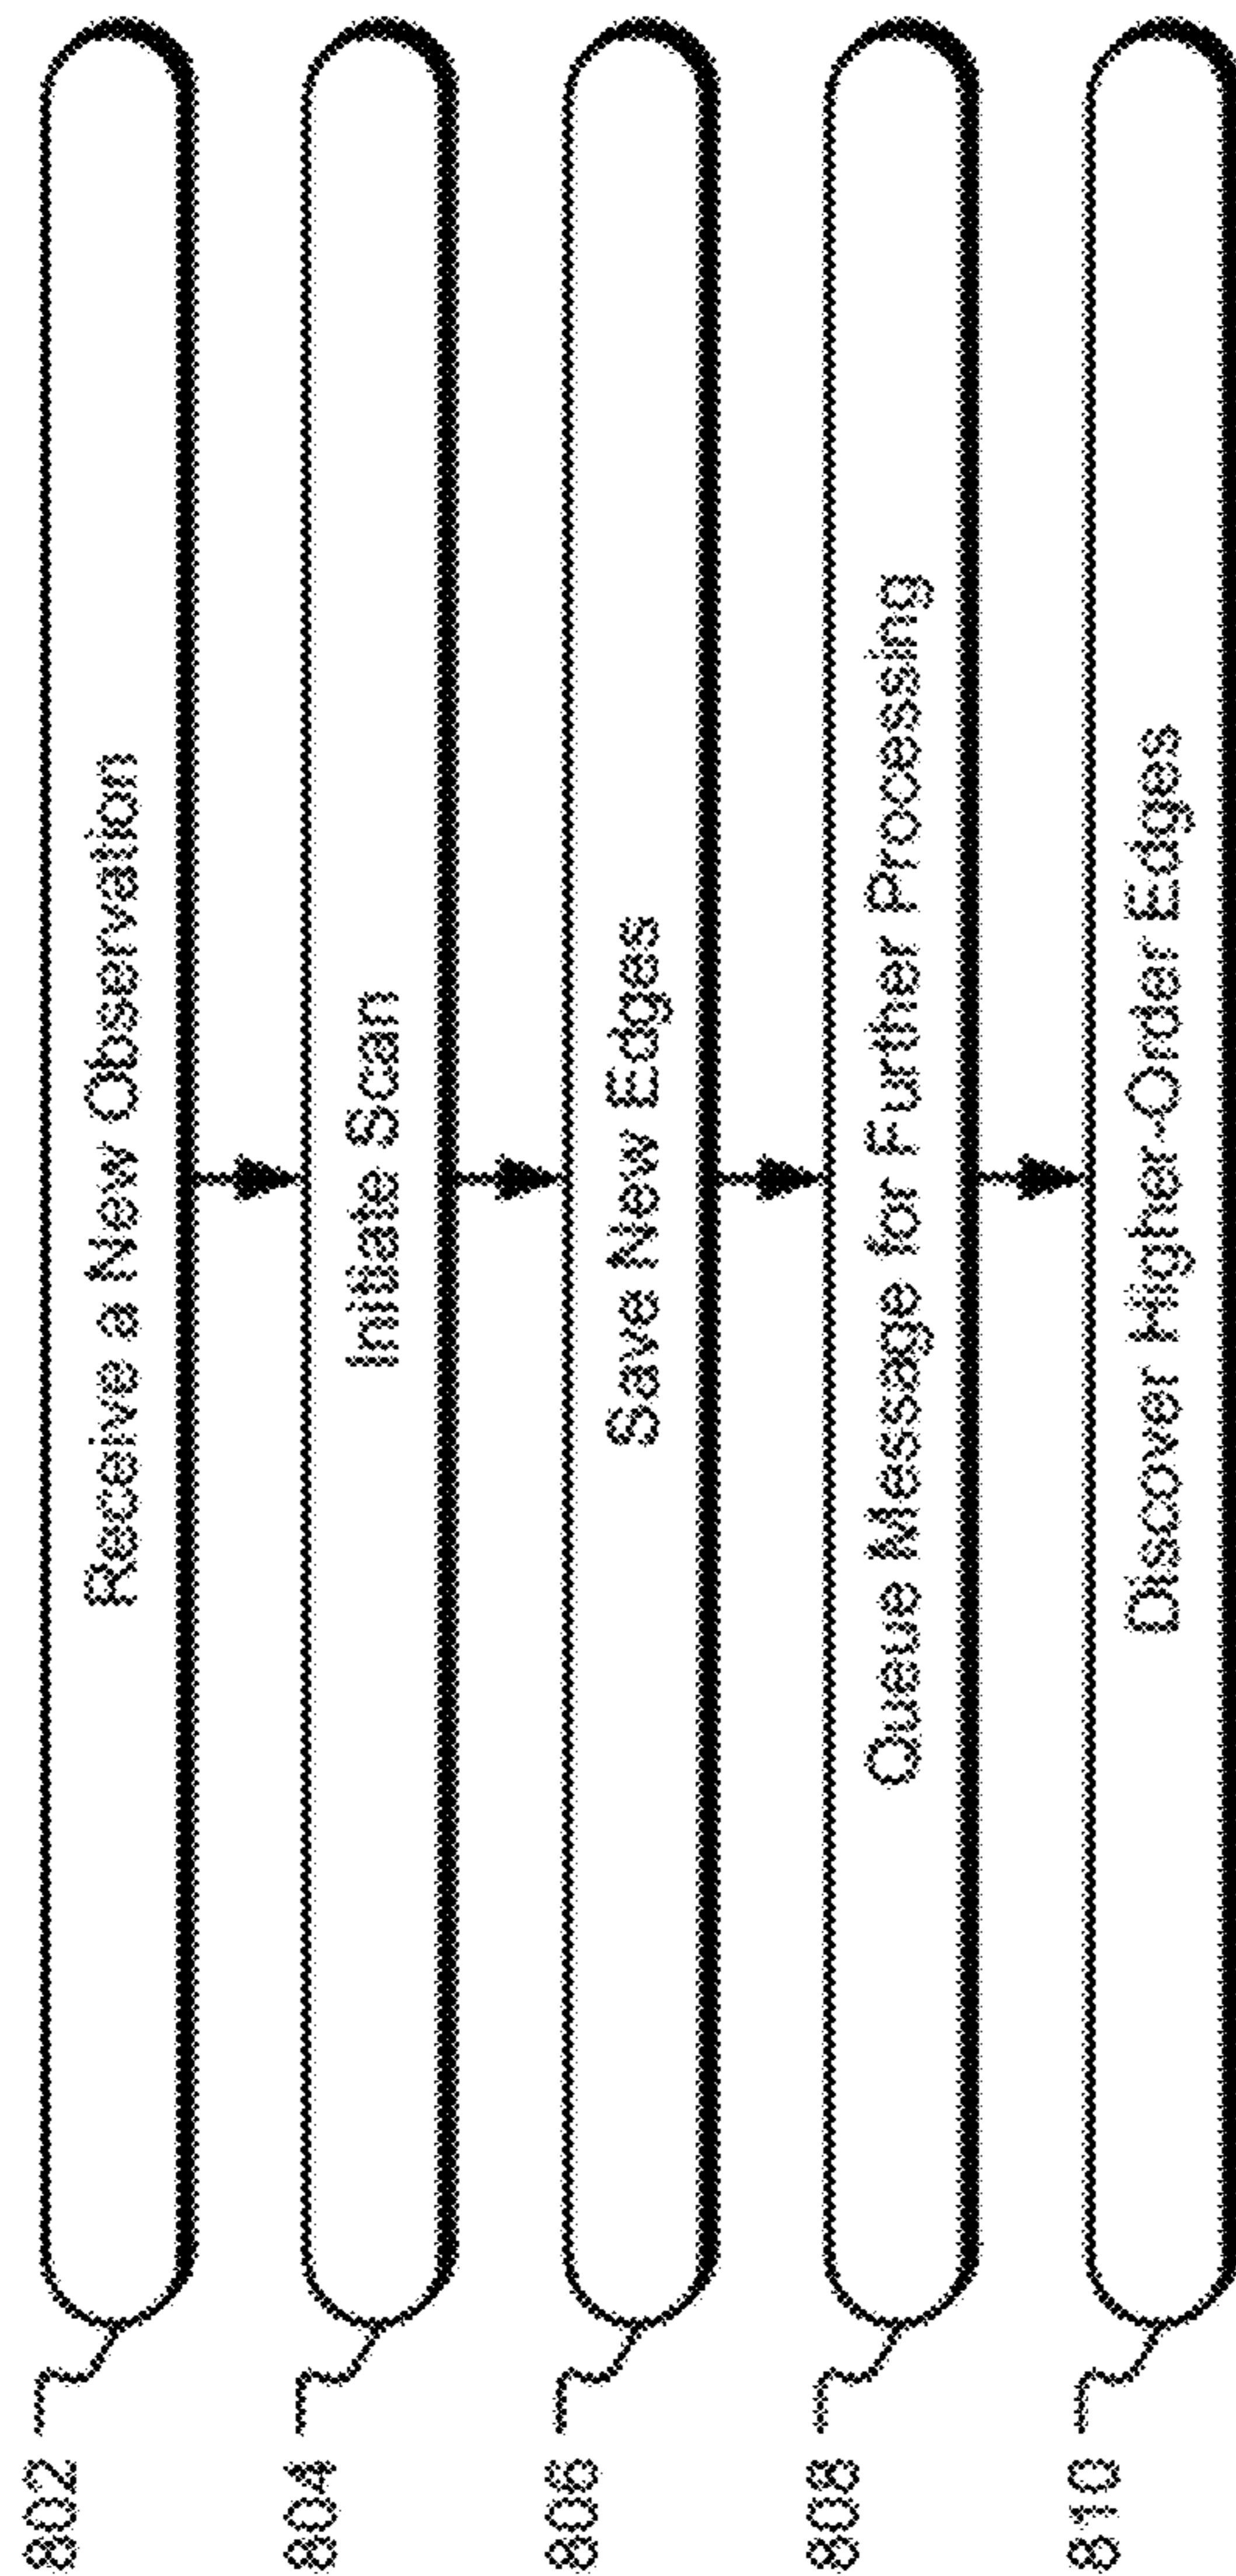 802 Receive a New Observation
804 Initiate Scan
806 Save New Edges
808 Queue Message for Further Processing
810 Discover Higher-Order Edges